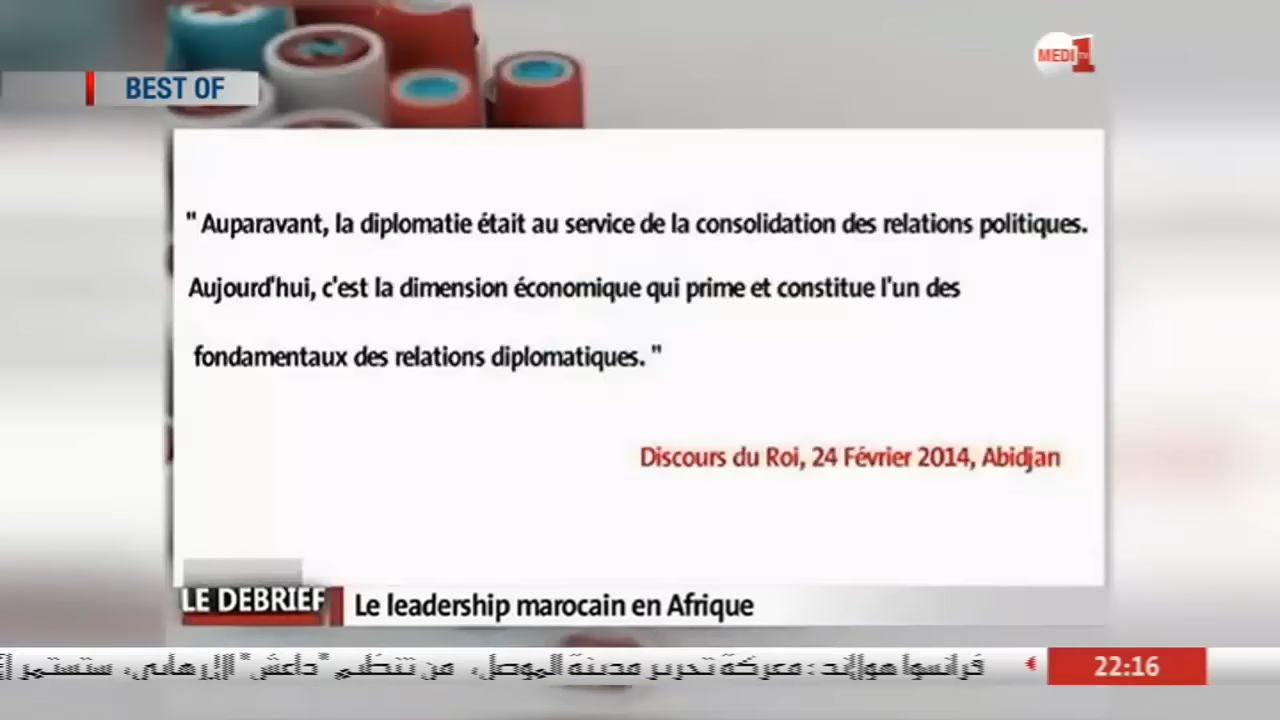 BEST OF
MEDI1 TV
" Auparavant, la diplomatie était au service de la consolidation des relations politiques.
Aujourd'hui, c'est la dimension économique qui prime et constitue l'un des
fondamentaux des relations diplomatiques. "
Discours du Roi, 24 Février 2014, Abidjan
LE DEBRIEF
Le leadership marocain en Afrique
فرانسوا هولاند : معركة تحرير مدينة الموصل، من تنظيم "داعش" الإرهابي، ستستمر
22:16